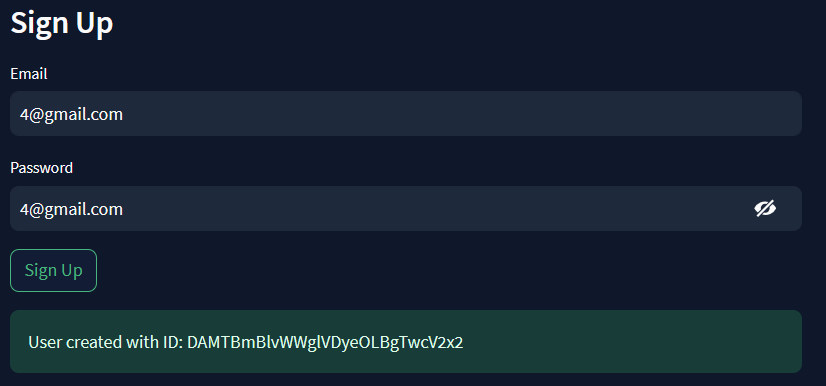 Sign Up
Email
4@gmail.com
Password
4@gmail.com
Sign Up
User created with ID: DAMTBmBlvWWglVDyeOLBgTwcV2x2